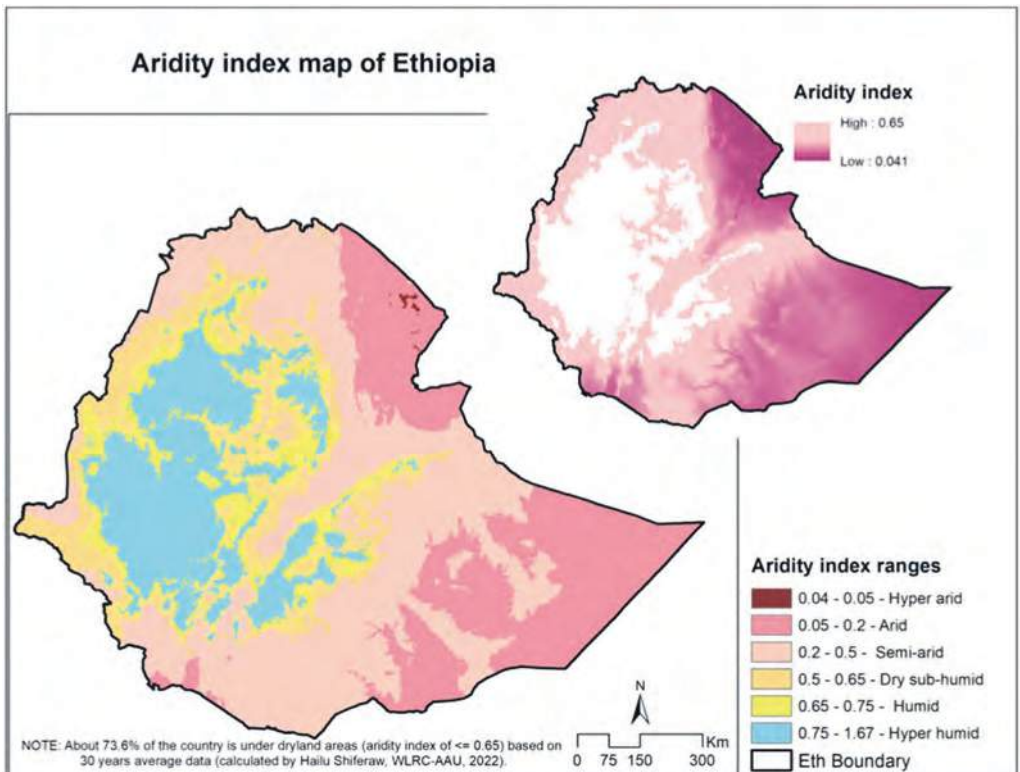 Aridity index map of Ethiopia
Aridity index
High : 0.65
Low : 0.041
Aridity index ranges
0.04 - 0.05 - Hyper arid
0.05 - 0.2 - Arid
0.2 - 0.5 - Semi-arid
0.5 - 0.65 - Dry sub-humid
0.65 - 0.75 - Humid
0.75 - 1.67 - Hyper humid
Eth Boundary
N
Km
0 75 150 300
NOTE: About 73.6% of the country is under dryland areas (aridity index of <= 0.65) based on
30 years average data (calculated by Hailu Shiferaw, WLRC-AAU, 2022).